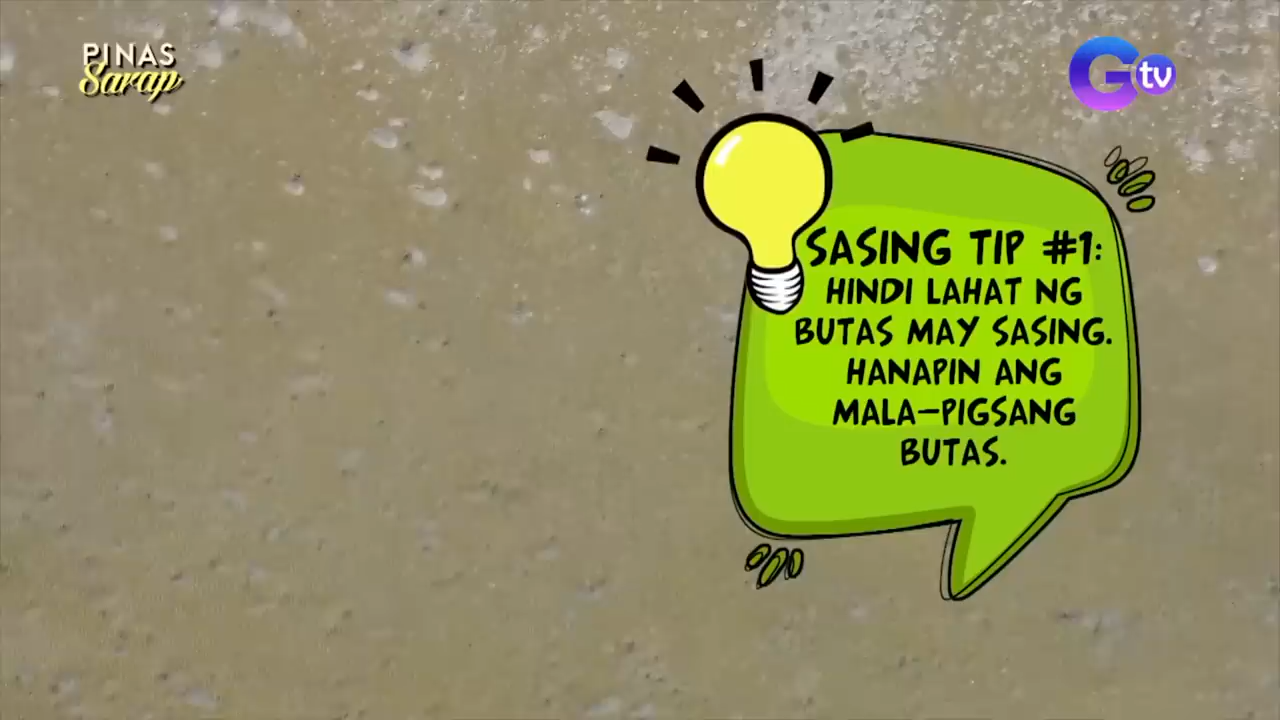 PINAS
Sarap
Gtv
SASING TIP #1:
HINDI LAHAT NG
BUTAS MAY SASING.
HANAPIN ANG
MALA-PIGSANG
BUTAS.